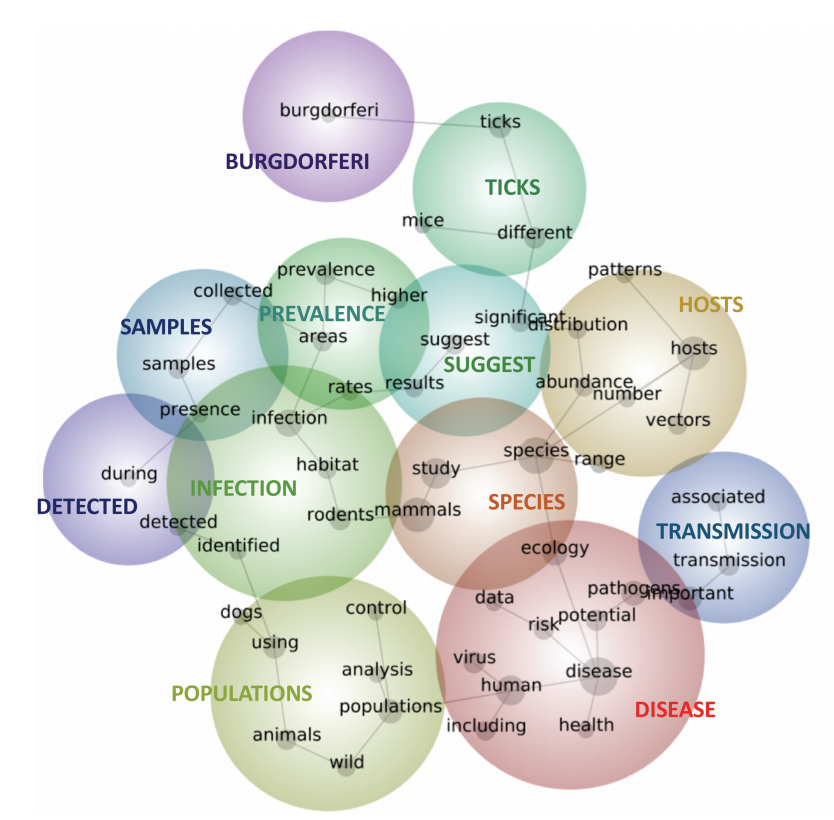 burgdorferi
ticks
BURGDORFERI
TICKS
mice
different
prevalence
patterns
collected
higher
HOSTS
PREVALENCE
significant
distribution
SAMPLES
areas
suggest
hosts
samples
SUGGEST
rates
results
abundance
number
presence
infection
vectors
species
range
during
habitat
study
INFECTION
associated
DETECTED
SPECIES
mammals
rodents
detected
TRANSMISSION
identified
ecology
transmission
pathogens
important
data
dogs
control
potential
risk
using
virus
analysis
disease
human
POPULATIONS
populations
DISEASE
including
health
animals
wild